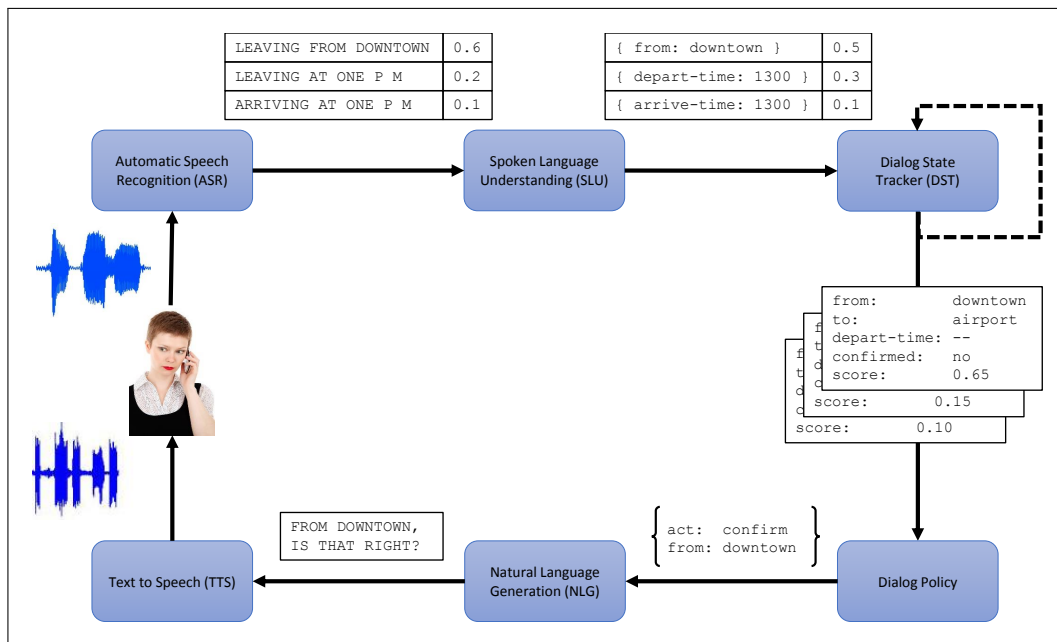 LEAVING FROM DOWNTOWN 0.6
LEAVING AT ONE P M 0.2
ARRIVING AT ONE P M 0.1
{ from: downtown } 0.5
{ depart-time: 1300 } 0.3
{ arrive-time: 1300 } 0.1
Automatic Speech
Recognition (ASR)
Spoken Language
Understanding (SLU)
Dialog State
Tracker (DST)
from: downtown
to: airport
depart-time: --
confirmed: no
score: 0.65
f
t
d
c
score: 0.15
f
t
d
c
score: 0.10
act: confirm
from: downtown
FROM DOWNTOWN,
IS THAT RIGHT?
Text to Speech (TTS)
Natural Language
Generation (NLG)
Dialog Policy